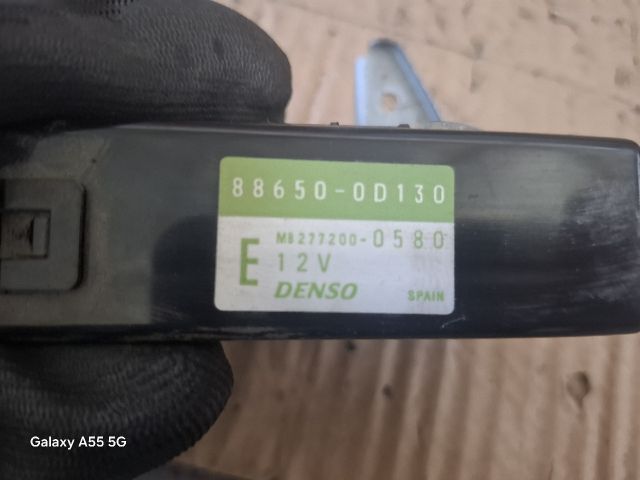 88650-0D130
MB277200-0580
E 12V
DENSO SPAIN
Galaxy A55 5G